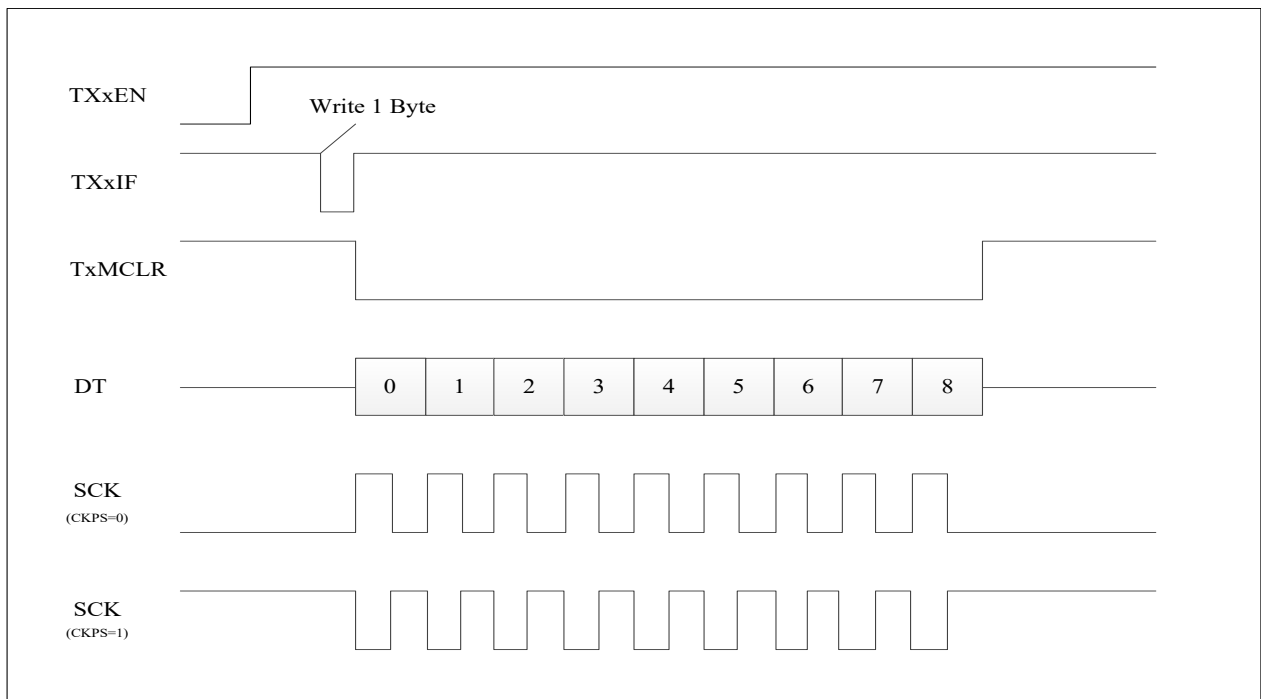 TXxEN
Write 1 Byte
TXxIF
TxMCLR
DT 0 1 2 3 4 5 6 7 8
SCK
(CKPS=0)
SCK
(CKPS=1)